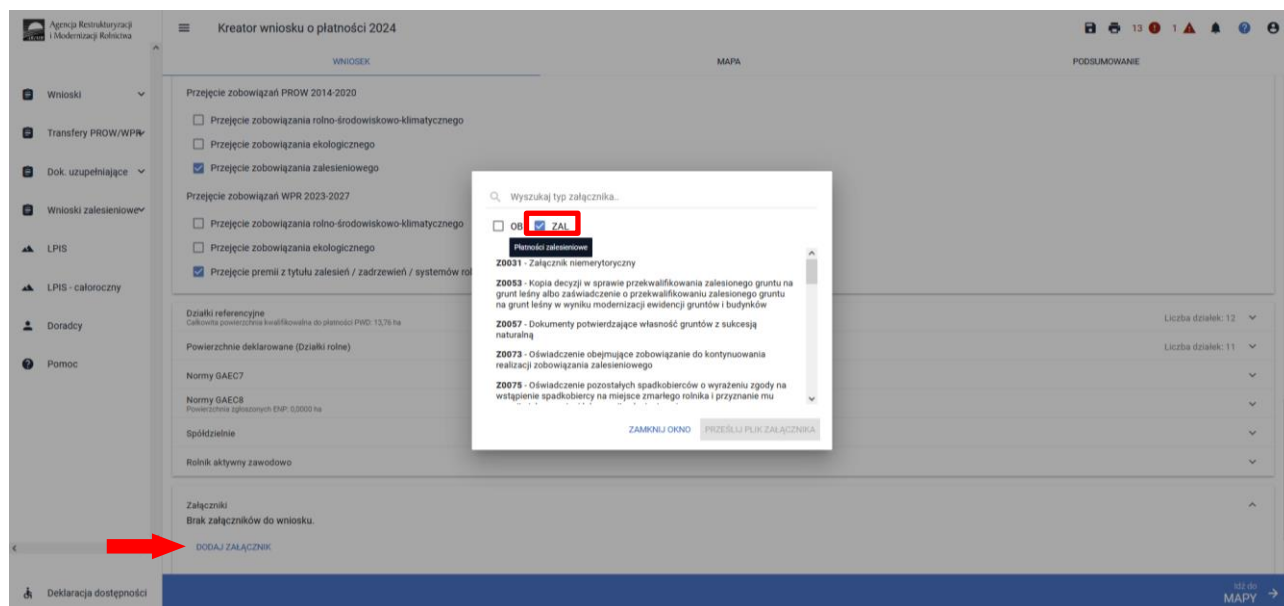 Agencja Restrukturyzacji
i Modernizacji Rolnictwa
Kreator wniosku o płatności 2024
13
1
WNIOSEK
MAPA
PODSUMOWANIE
Wnioski
Transfery PROW/WPR
Dok. uzupełniające
Wnioski zalesieniowe
LPIS
LPIS - całoroczny
Doradcy
Pomoc
Deklaracja dostępności
Przejęcie zobowiązań PROW 2014-2020
Przejęcie zobowiązania rolno-środowiskowo-klimatycznego
Przejęcie zobowiązania ekologicznego
Przejęcie zobowiązania zalesieniowego
Przejęcie zobowiązań WPR 2023-2027
Przejęcie zobowiązania rolno-środowiskowo-klimatycznego
Przejęcie zobowiązania ekologicznego
Przejęcie premii z tytułu zalesień / zadrzewień / systemów rol
Działki referencyjne
Całkowita powierzchnia kwalifikowalna do płatności PWD: 13,76 ha
Liczba działek: 12
Powierzchnie deklarowane (Działki rolne)
Liczba działek: 11
Normy GAEC7
Normy GAEC8
Powierzchnia zgłoszonych ENP: 0,0000 ha
Spółdzielnie
Rolnik aktywny zawodowo
Załączniki
Brak załączników do wniosku.
DODAJ ZAŁĄCZNIK
Idź do
MAPY
Wyszukaj typ załącznika..
OB
ZAL
Płatności zalesieniowe
Z0031 - Załącznik niemerytoryczny
Z0053 - Kopia decyzji w sprawie przekwalifikowania zalesionego gruntu na
grunt leśny albo zaświadczenie o przekwalifikowaniu zalesionego gruntu
na grunt leśny w wyniku modernizacji ewidencji gruntów i budynków
Z0057 - Dokumenty potwierdzające własność gruntów z sukcesją
naturalną
Z0073 - Oświadczenie obejmujące zobowiązanie do kontynuowania
realizacji zobowiązania zalesieniowego
Z0075 - Oświadczenie pozostałych spadkobierców o wyrażeniu zgody na
wstąpienie spadkobiercy na miejsce zmarłego rolnika i przyznanie mu
ZAMKNIJ OKNO
PRZEŚLIJ PLIK ZAŁĄCZNIKA